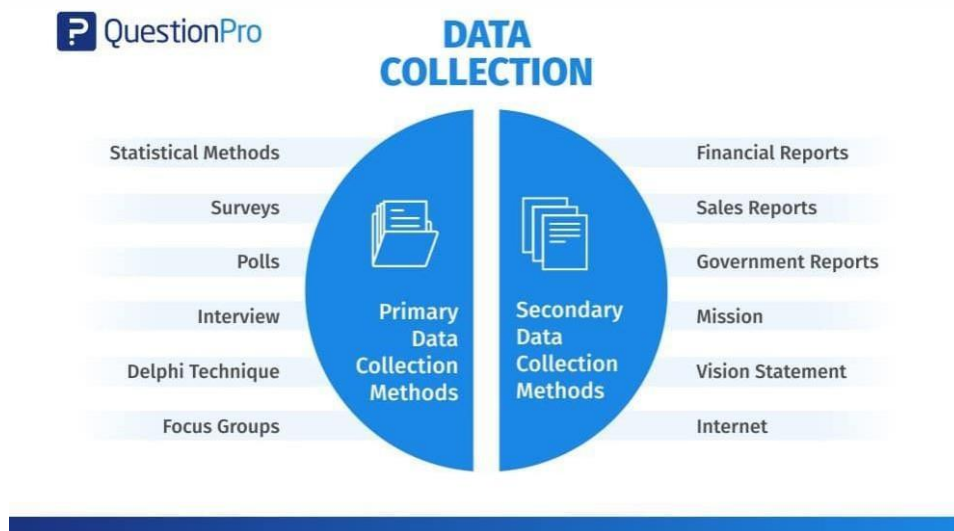 QuestionPro
DATA
COLLECTION
Statistical Methods
Surveys
Polls
Interview
Delphi Technique
Focus Groups
Primary
Data
Collection
Methods
Secondary
Data
Collection
Methods
Financial Reports
Sales Reports
Government Reports
Mission
Vision Statement
Internet